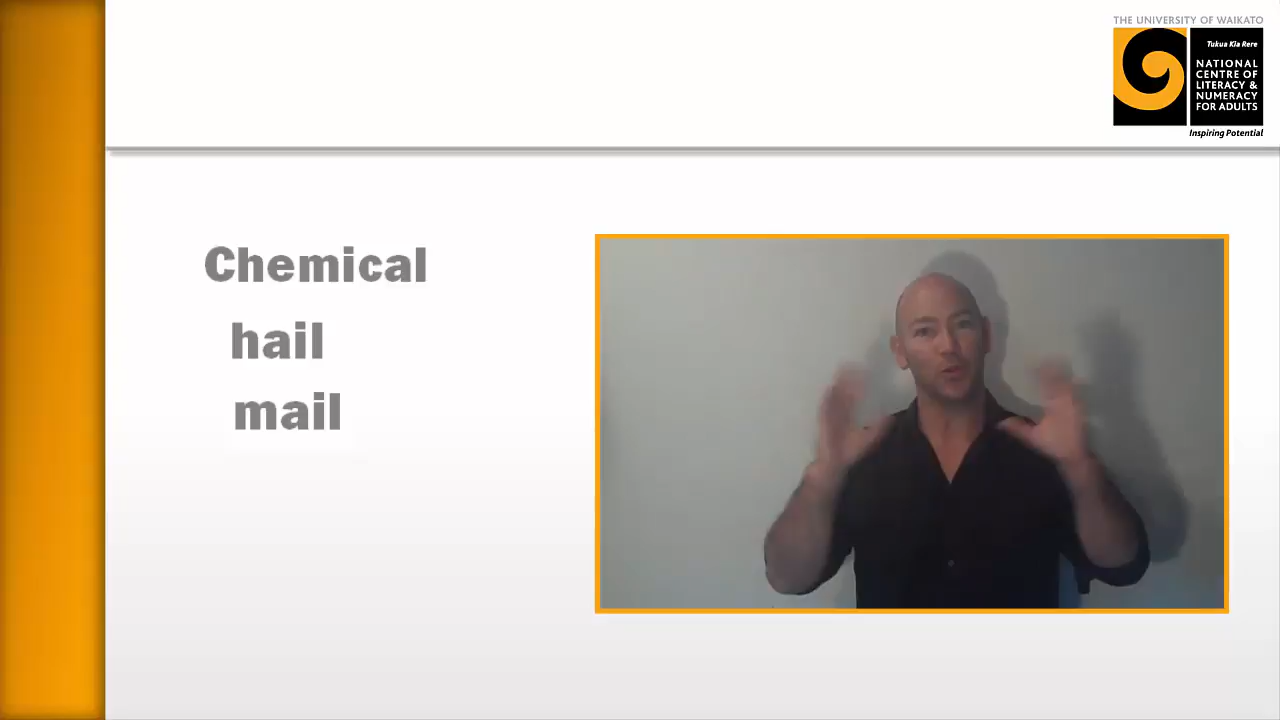 THE UNIVERSITY OF WAIKATO
Tukua Kia Rere
NATIONAL
CENTRE OF
LITERACY &
NUMERACY
FOR ADULTS
Inspiring Potential
Chemical
hail
mail